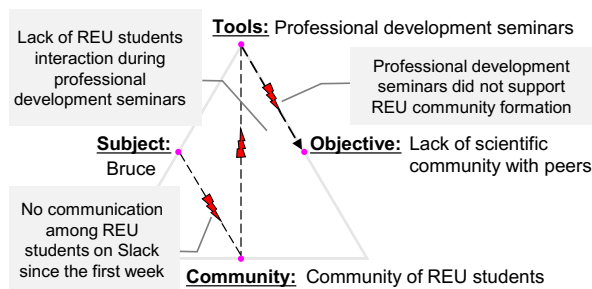 Tools: Professional development seminars
Lack of REU students
interaction during
professional
development seminars
Professional development
seminars did not support
REU community formation
Subject:
Bruce
Objective: Lack of scientific
community with peers
No communication
among REU
students on Slack
since the first week
Community: Community of REU students